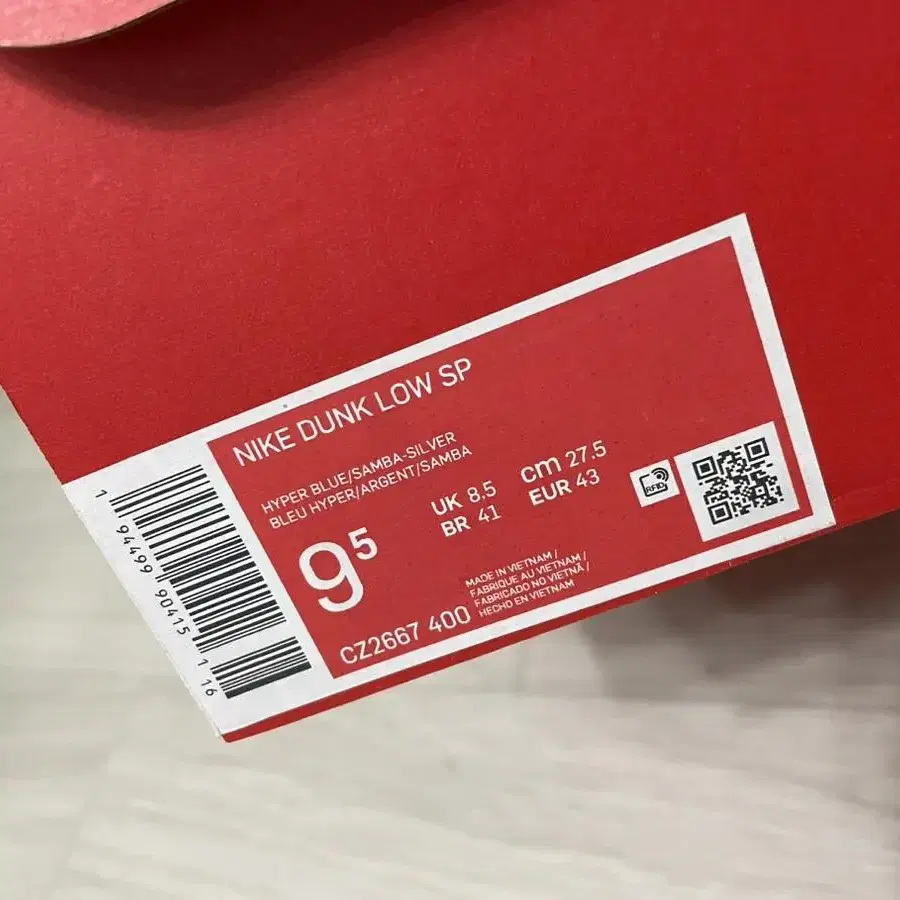 NIKE DUNK LOW SP
HYPER BLUE/SAMBA-SILVER
BLEU HYPER/ARGENT/SAMBA
9⁵
UK 8.5
BR 41
cm 27.5
EUR 43
RFID
CZ2667 400
MADE IN VIETNAM /
FABRIQUE AU VIETNAM /
FABRICADO NO VIETNÃ /
HECHO EN VIETNAM
1 94499 90415 1 16